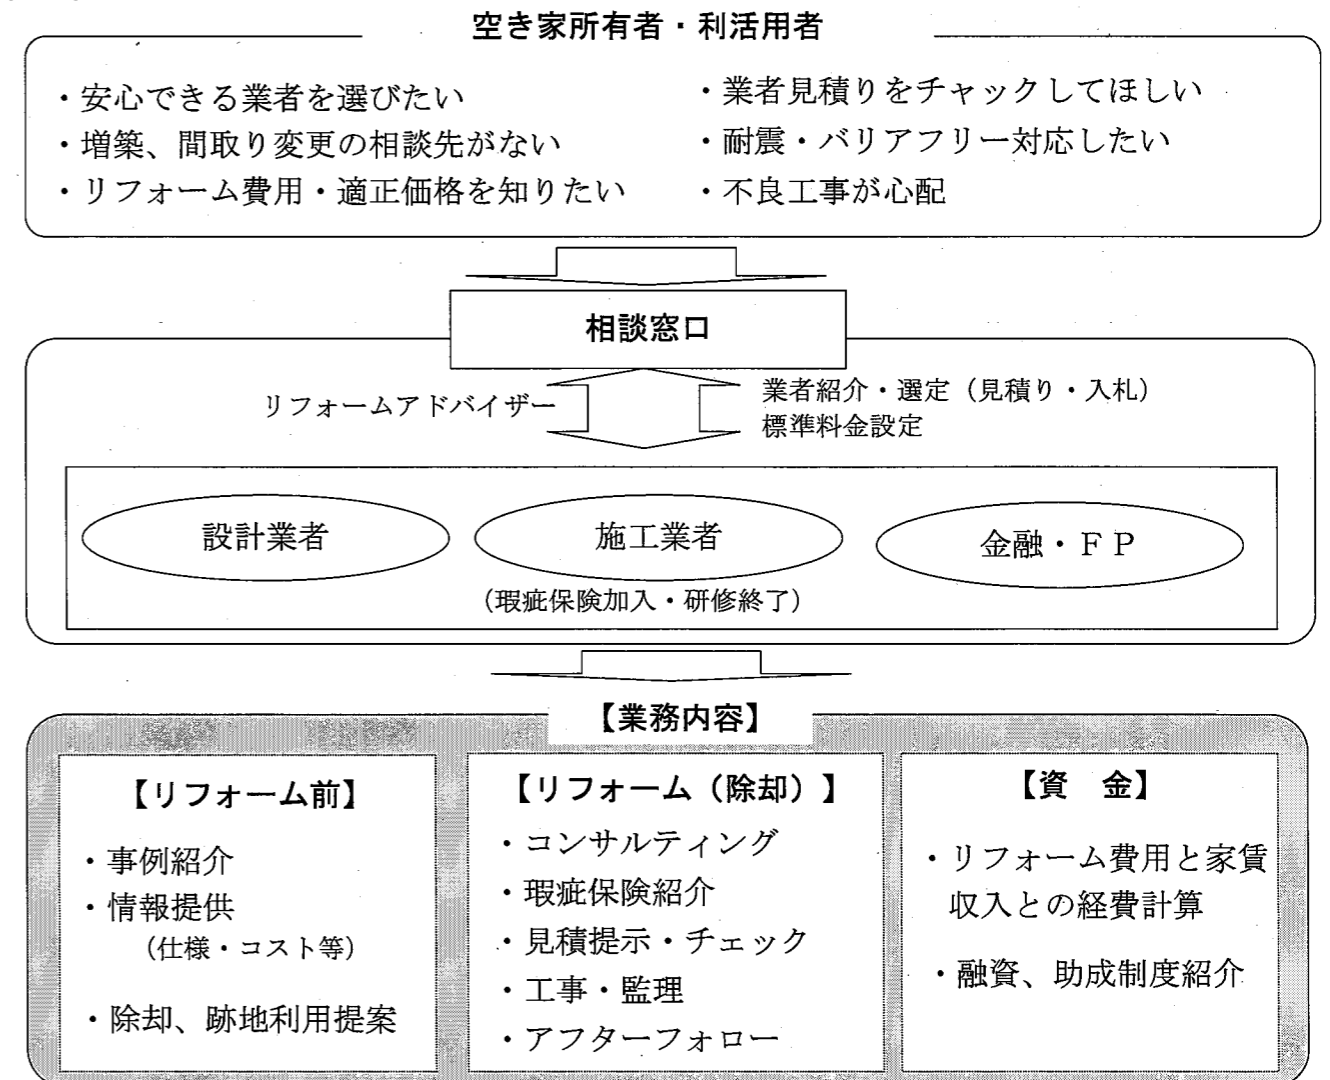 空き家所有者・利活用者
・安心できる業者を選びたい
・増築、間取り変更の相談先がない
・リフォーム費用・適正価格を知りたい
・業者見積りをチャックしてほしい
・耐震・バリアフリー対応したい
・不良工事が心配
相談窓口
リフォームアドバイザー
業者紹介・選定（見積り・入札）
標準料金設定
設計業者
施工業者
金融・ＦＰ
（瑕疵保険加入・研修終了）
【業務内容】
【リフォーム前】
・事例紹介
・情報提供
（仕様・コスト等）
・除却、跡地利用提案
【リフォーム（除却）】
・コンサルティング
・瑕疵保険紹介
・見積提示・チェック
・工事・監理
・アフターフォロー
【資　金】
・リフォーム費用と家賃
収入との経費計算
・融資、助成制度紹介